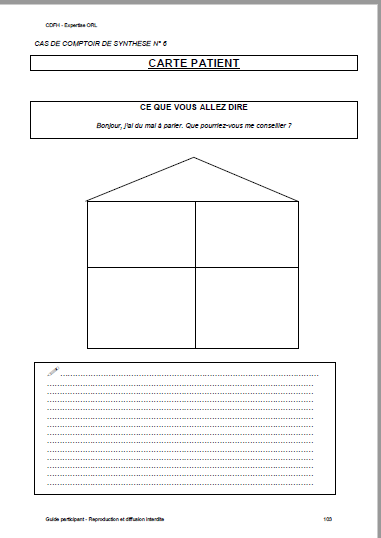 CDFH - Expertise ORL
CAS DE COMPTOIR DE SYNTHESE N° 6
CARTE PATIENT
CE QUE VOUS ALLEZ DIRE
Bonjour, j'ai du mal à parler. Que pourriez-vous me conseiller ?
Guide participant - Reproduction et diffusion interdite
103